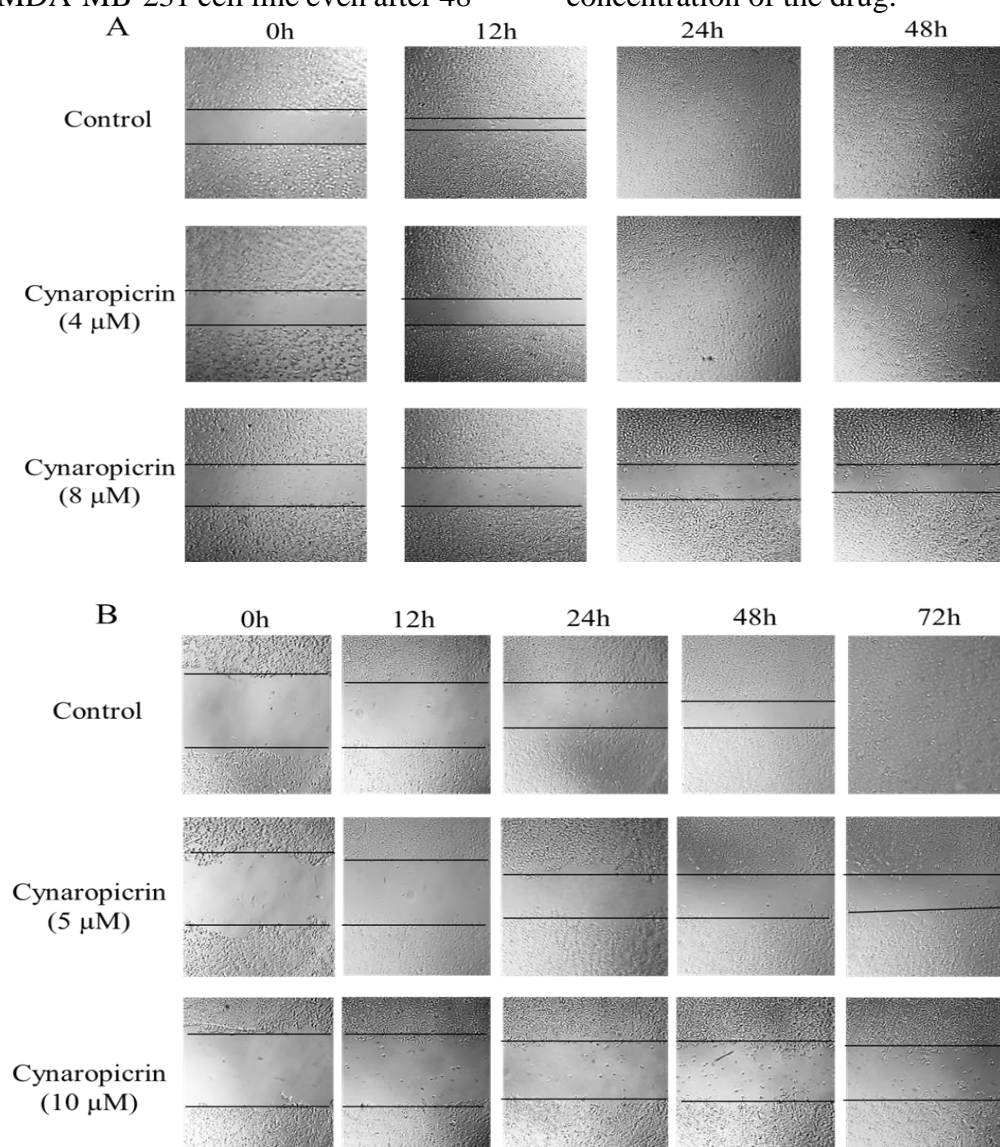 MDA-MB-231 cell line even after 48
concentration of the drug.
A
0h 12h 24h 48h
Control
Cynaropicrin
(4 μM)
Cynaropicrin
(8 μM)
B
0h 12h 24h 48h 72h
Control
Cynaropicrin
(5 μM)
Cynaropicrin
(10 μM)